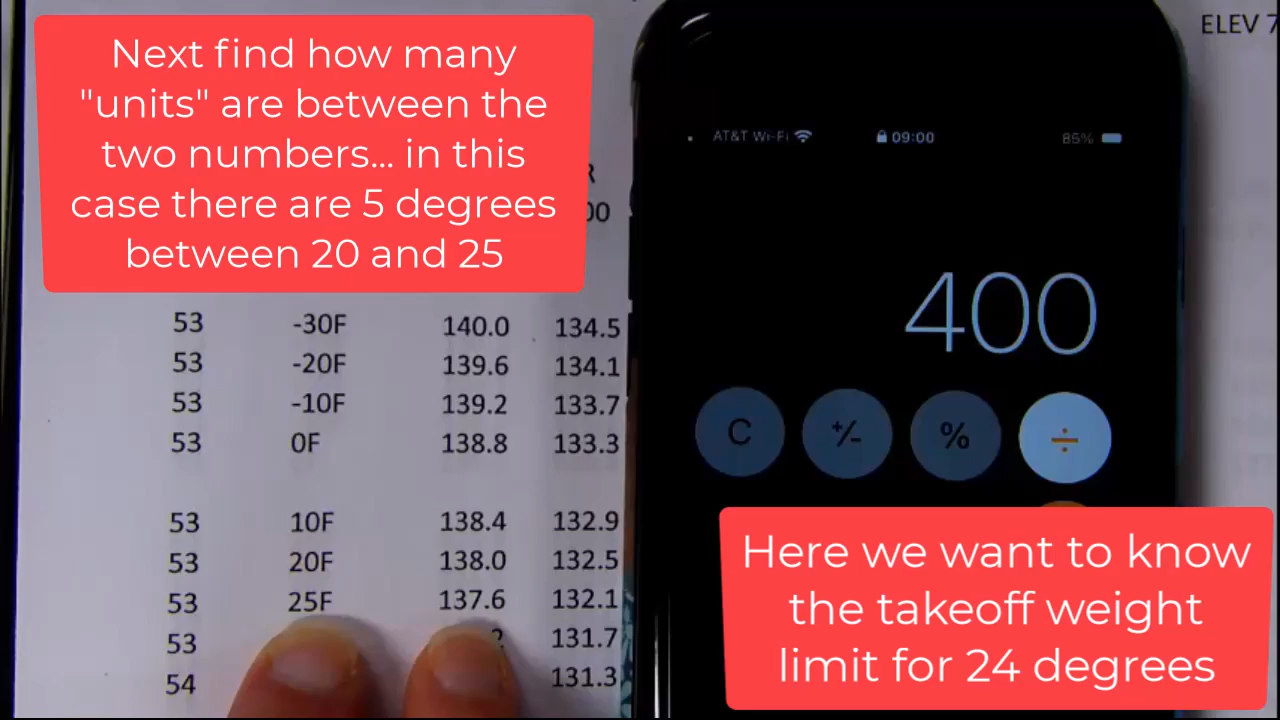 Next find how many
"units" are between the
two numbers... in this
case there are 5 degrees
between 20 and 25
ELEV 7
R
00
AT&T Wi-Fi 09:00 85%
400
C +/- % ÷
53 -30F 140.0 134.5
53 -20F 139.6 134.1
53 -10F 139.2 133.7
53 0F 138.8 133.3
53 10F 138.4 132.9
53 20F 138.0 132.5
53 25F 137.6 132.1
53 2 131.7
54 131.3
Here we want to know
the takeoff weight
limit for 24 degrees